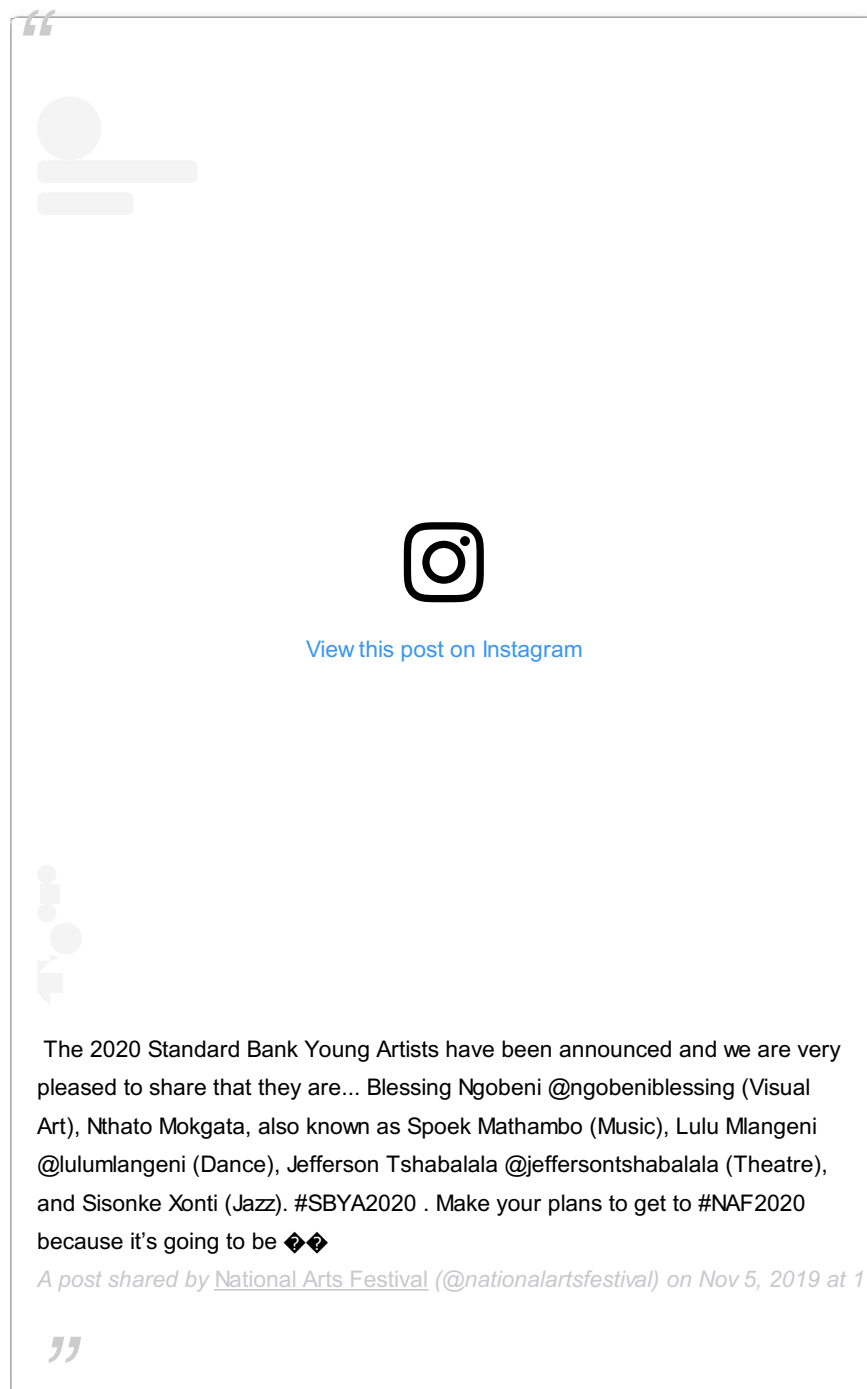 “
View this post on Instagram
The 2020 Standard Bank Young Artists have been announced and we are very
pleased to share that they are... Blessing Ngobeni @ngobeniblessing (Visual
Art), Nthato Mokgata, also known as Spoek Mathambo (Music), Lulu Mlangeni
@lulumlangeni (Dance), Jefferson Tshabalala @jeffersontshabalala (Theatre),
and Sisonke Xonti (Jazz). #SBYA2020 . Make your plans to get to #NAF2020
because it’s going to be ��
A post shared by National Arts Festival (@nationalartsfestival) on Nov 5, 2019 at 1
”